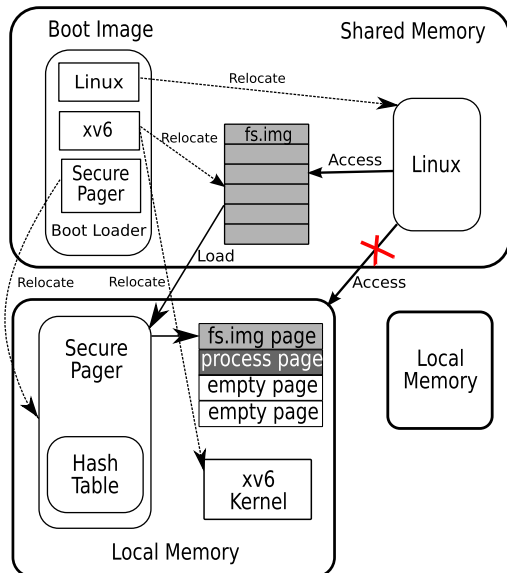 Boot Image
Shared Memory
Linux
xv6
Secure
Pager
Boot Loader
Relocate
Relocate
fs.img
Access
Linux
Load
Access
Relocate
Relocate
Secure
Pager
Hash
Table
fs.img page
process page
empty page
empty page
xv6
Kernel
Local Memory
Local
Memory